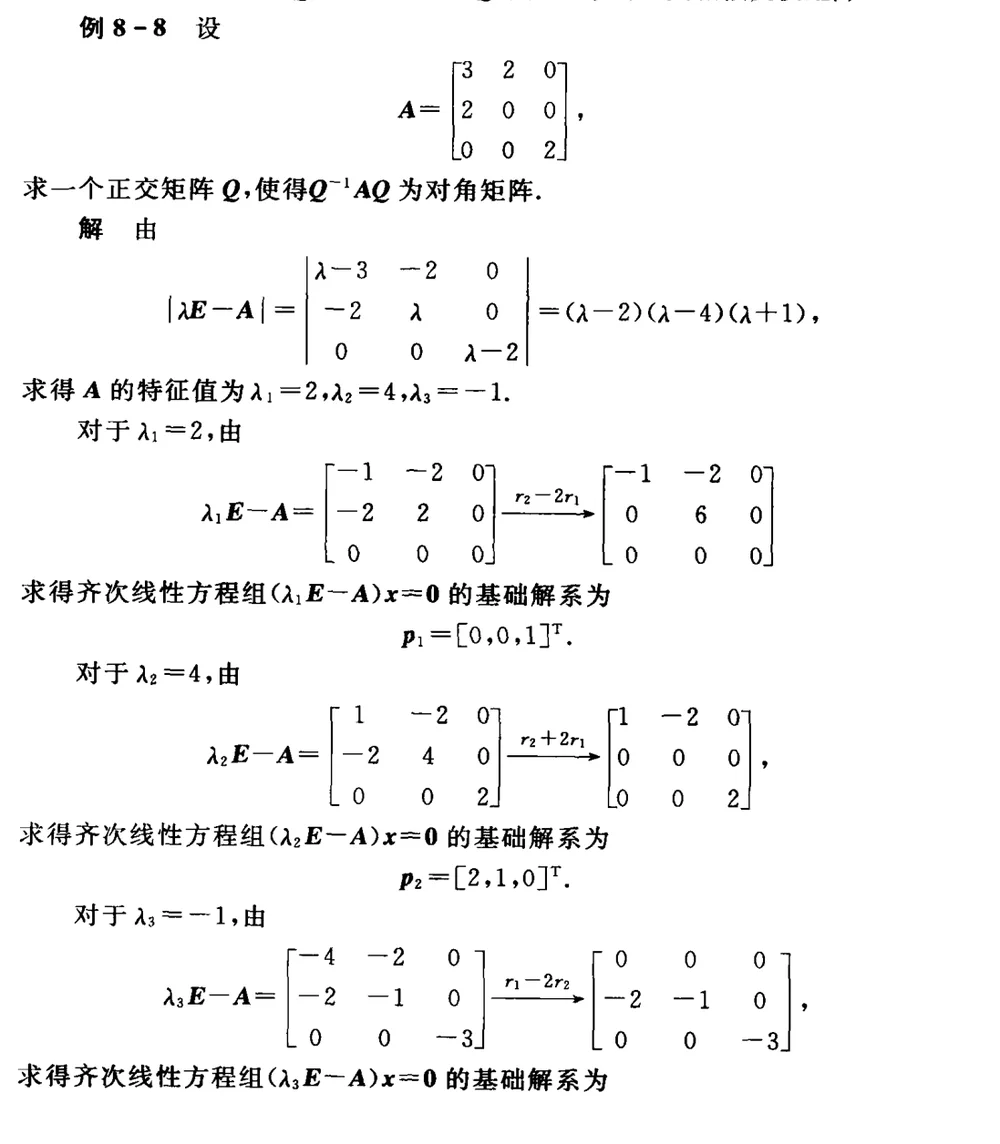 例 8-8 设
A=[3 2 0
2 0 0
0 0 2],
求一个正交矩阵 Q,使得Q⁻¹AQ 为对角矩阵.
解 由
|λE-A|=|λ-3 -2 0
-2 λ 0
0 0 λ-2|=(λ-2)(λ-4)(λ+1),
求得 A 的特征值为 λ₁=2,λ₂=4,λ₃=-1.
对于 λ₁=2,由
λ₁E-A=[-1 -2 0
-2 2 0
0 0 0] r₂-2r₁→ [-1 -2 0
0 6 0
0 0 0]
求得齐次线性方程组(λ₁E-A)x=0 的基础解系为
p₁=[0,0,1]ᵀ.
对于 λ₂=4,由
λ₂E-A=[1 -2 0
-2 4 0
0 0 2] r₂+2r₁→ [1 -2 0
0 0 0
0 0 2],
求得齐次线性方程组(λ₂E-A)x=0 的基础解系为
p₂=[2,1,0]ᵀ.
对于 λ₃=-1,由
λ₃E-A=[-4 -2 0
-2 -1 0
0 0 -3] r₁-2r₂→ [0 0 0
-2 -1 0
0 0 -3],
求得齐次线性方程组(λ₃E-A)x=0 的基础解系为